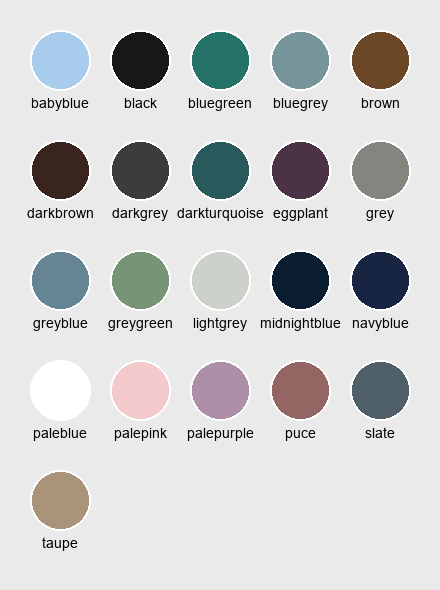 babyblue black bluegreen bluegrey brown
darkbrown darkgrey darkturquoise eggplant grey
greyblue greygreen lightgrey midnightblue navyblue
paleblue palepink palepurple puce slate
taupe